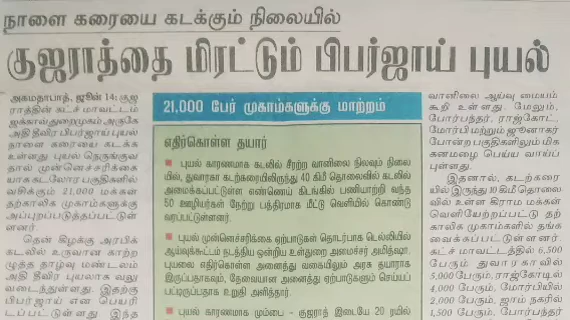 நாளை கரையை கடக்கும் நிலையில்
குஜராத்தை மிரட்டும் பிபர்ஜாய் புயல்
அகமதாபாத், ஜூன் 14: குஜ
ராத்தின் கட்ச் மாவட்டம்
ஜக்காவ் துறைமுகம் அருகே
அதி தீவிர பிபர்ஜாய் புயல்
நாளை கரையை கடக்க
உள்ளது. புயல் நெருங்குவ
தால் முன்னெச்சரிக்கை
யாக கடலோர பகுதிகளில்
வசிக்கும் 21,000 மக்கள்
தற்காலிக முகாம்களுக்கு
அப்புறப்படுத்தப்பட்டுள்
ளனர்.
தென் கிழக்கு அரபிக்
கடலில் உருவான காற்ற
ழுத்த தாழ்வு மண்டலம்
அதி தீவிர புயலாக வலு
வடைந்துள்ளது. இதற்கு
பிபர்ஜாய் என பெயரி
டப்பட்டுள்ளது. இந்த
21,000 பேர் முகாம்களுக்கு மாற்றம்
எதிர்கொள்ள தயார்
புயல் காரணமாக கடலில் சீரற்ற வானிலை நிலவும் நிலை
யில், துவாரகா கடற்கரையிலிருந்து 40 கிமீ தொலைவில் கடலில்
அமைக்கப்பட்டுள்ள எண்ணெய் கிடங்கில் பணியாற்றி வந்த
50 ஊழியர்கள் நேற்று பத்திரமாக மீட்டு வெளியில் கொண்டு
வரப்பட்டுள்ளனர்.
புயல் முன்னெச்சரிக்கை ஏற்பாடுகள் தொடர்பாக டெல்லியில்
ஆய்வுக்கூட்டம் நடத்திய ஒன்றிய உள்துறை அமைச்சர் அமித்ஷா,
புயலை எதிர்கொள்ள அனைத்து வகையிலும் அரசு தயாராக
இருப்பதாகவும், தேவையான அனைத்து ஏற்பாடுகளும் செய்யப்
பட்டிருப்பதாக உறுதி அளித்தார்.
புயல் காரணமாக மும்பை - குஜராத் இடையே 20 ரயில்
வானிலை ஆய்வு மையம்
கூறி உள்ளது. மேலும்,
போர்பந்தர், ராஜ்கோட்,
மோர்பி மற்றும் ஜூனாகர்
போன்ற பகுதிகளிலும் மிக
கனமழை பெய்ய வாய்ப்
புள்ளது.
இதனால், கடற்கரை
யில் இருந்து 10 கிமீ தொலை
வில் உள்ள கிராம மக்கள்
வெளியேற்றப்பட்டு தற்
காலிக முகாம்களில் தங்க
வைக்கப்பட்டுள்ளனர்.
கட்ச் மாவட்டத்தில் 6,500
பேரும் துவாரகாவில்
5,000 பேரும், ராஜ்கோட்டில்
4,000 பேரும், மோர்பியில்
2,000 பேரும், ஜாம் நகரில்
1,500 பேரும், போர்பந்தர்